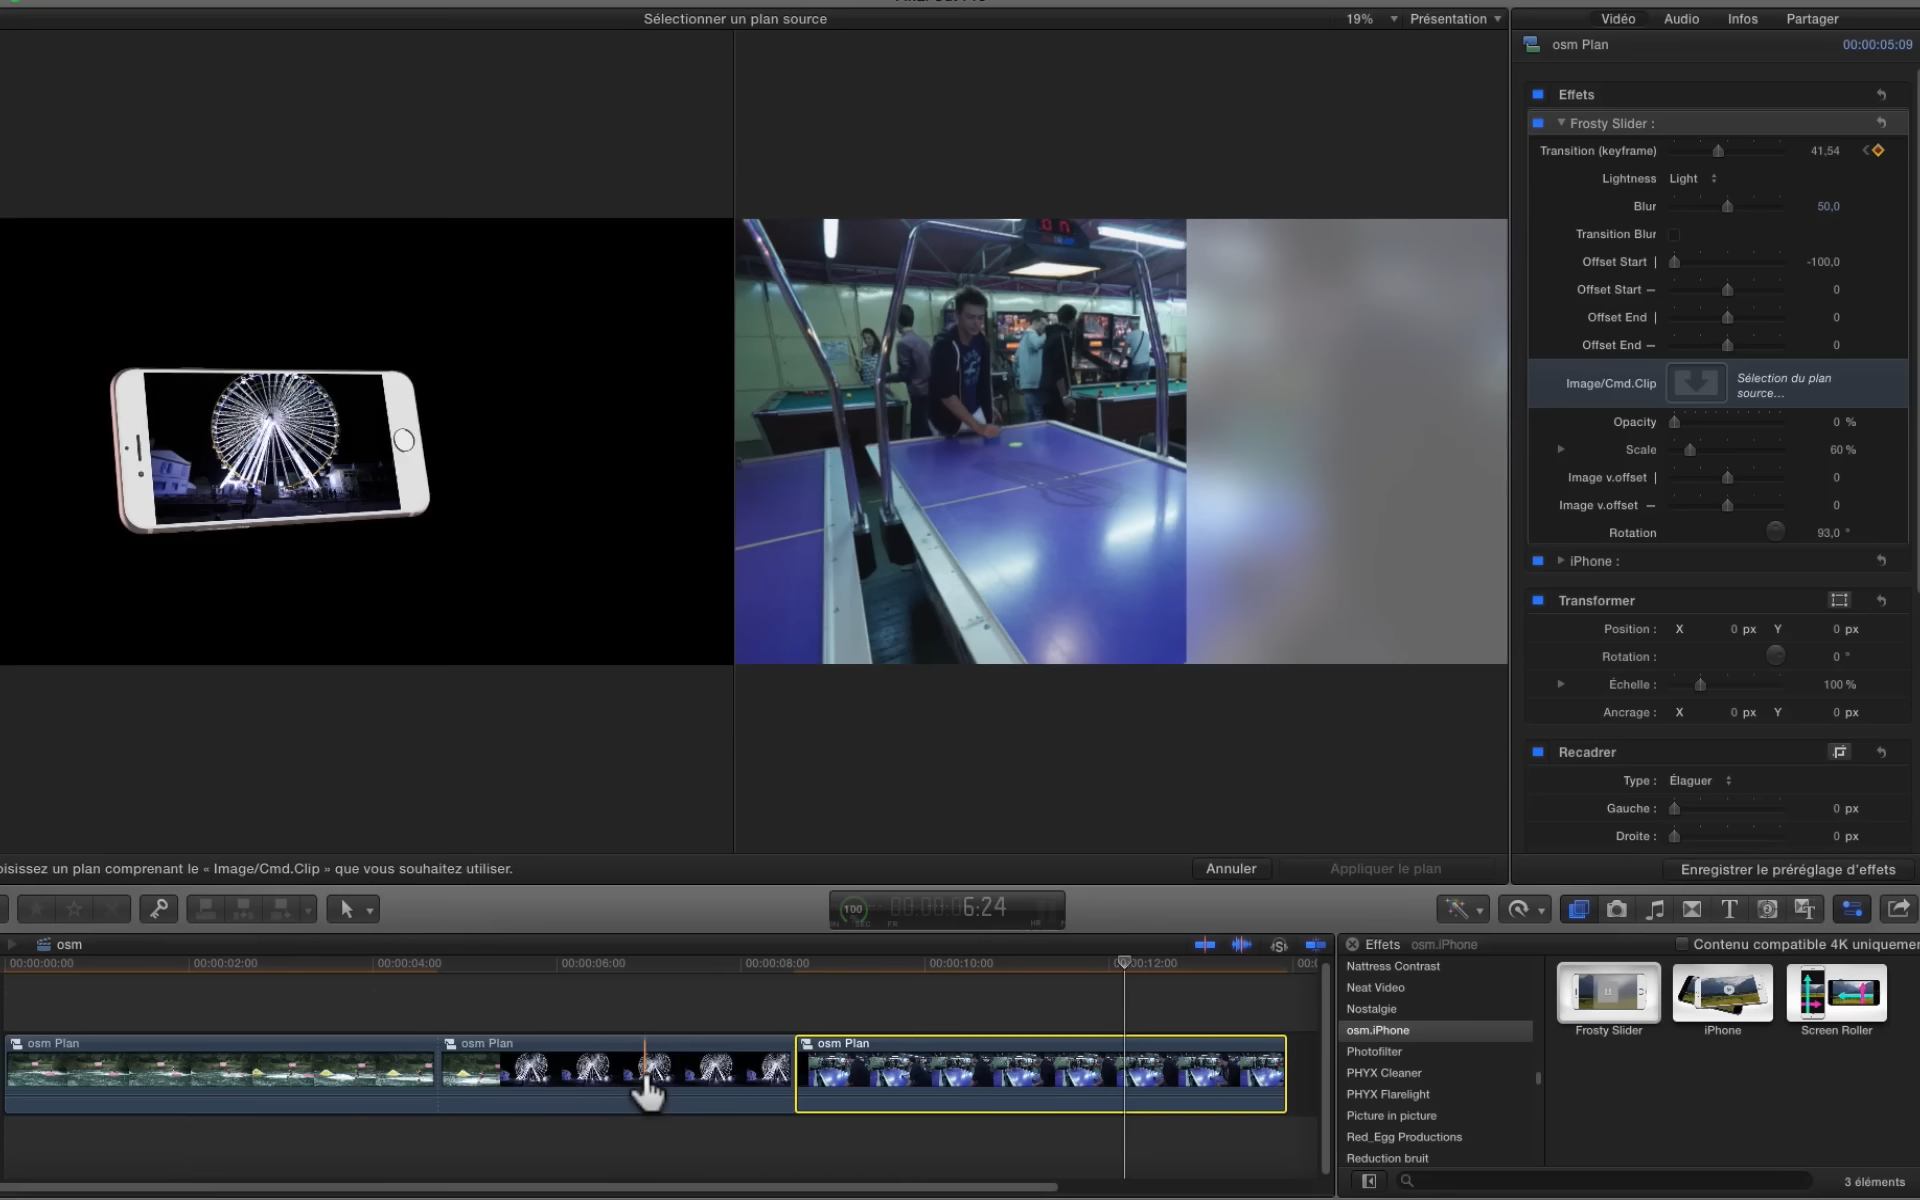 Sélectionner un plan source
19%
Présentation
Vidéo
Audio
Infos
Partager
osm Plan
00:00:05:09
Effets
Frosty Slider :
Transition (keyframe)
41,54
Lightness
Light
Blur
50,0
Transition Blur
Offset Start |
-100,0
Offset Start –
0
Offset End |
0
Offset End –
0
Image/Cmd.Clip
Sélection du plan
source...
Opacity
0 %
Scale
60 %
Image v.offset |
0
Image v.offset –
0
Rotation
93,0 °
iPhone :
Transformer
Position :
X
0 px
Y
0 px
Rotation :
0 °
Échelle :
100 %
Ancrage :
X
0 px
Y
0 px
Recadrer
Type :
Élaguer
Gauche :
0 px
Droite :
0 px
oisissez un plan comprenant le « Image/Cmd.Clip » que vous souhaitez utiliser.
Annuler
Appliquer le plan
Enregistrer le préréglage d'effets
100
00:00:06:24
HR
SEC
FR
osm
00:00:00:00
00:00:02:00
00:00:04:00
00:00:06:00
00:00:08:00
00:00:10:00
00:00:12:00
osm Plan
osm Plan
osm Plan
Effets
osm.iPhone
Contenu compatible 4K uniquemen
Nattress Contrast
Neat Video
Nostalgie
osm.iPhone
Photofilter
PHYX Cleaner
PHYX Flarelight
Picture in picture
Red_Egg Productions
Reduction bruit
Frosty Slider
iPhone
Screen Roller
3 éléments